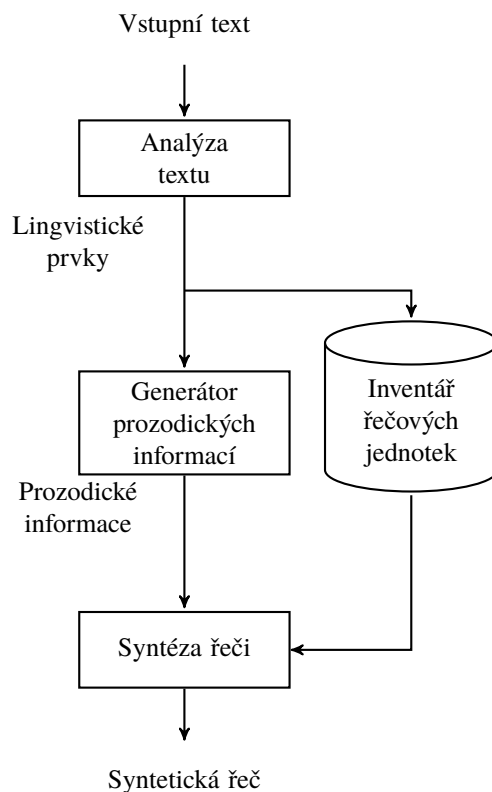 Vstupní text
Analýza
textu
Lingvistické
prvky
Generátor
prozodických
informací
Inventář
řečových
jednotek
Prozodické
informace
Syntéza řeči
Syntetická řeč